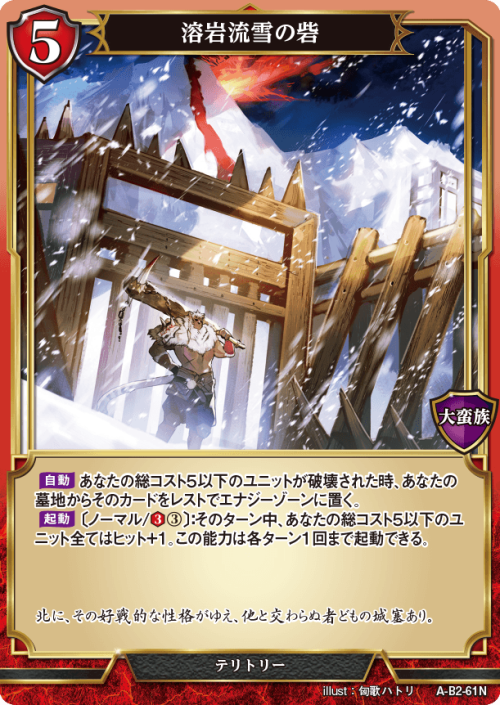 5
溶岩流雪の砦
大蛮族
自動 あなたの総コスト5以下のユニットが破壊された時、あなたの
墓地からそのカードをレストでエナジーゾーンに置く。
起動 〔ノーマル/3③〕:そのターン中、あなたの総コスト5以下のユ
ニット全てはヒット+1。この能力は各ターン1回まで起動できる。
北に、その好戦的な性格がゆえ、他と交わらぬ者どもの城塞あり。
テリトリー
illust:匈歌ハトリ A-B2-61N